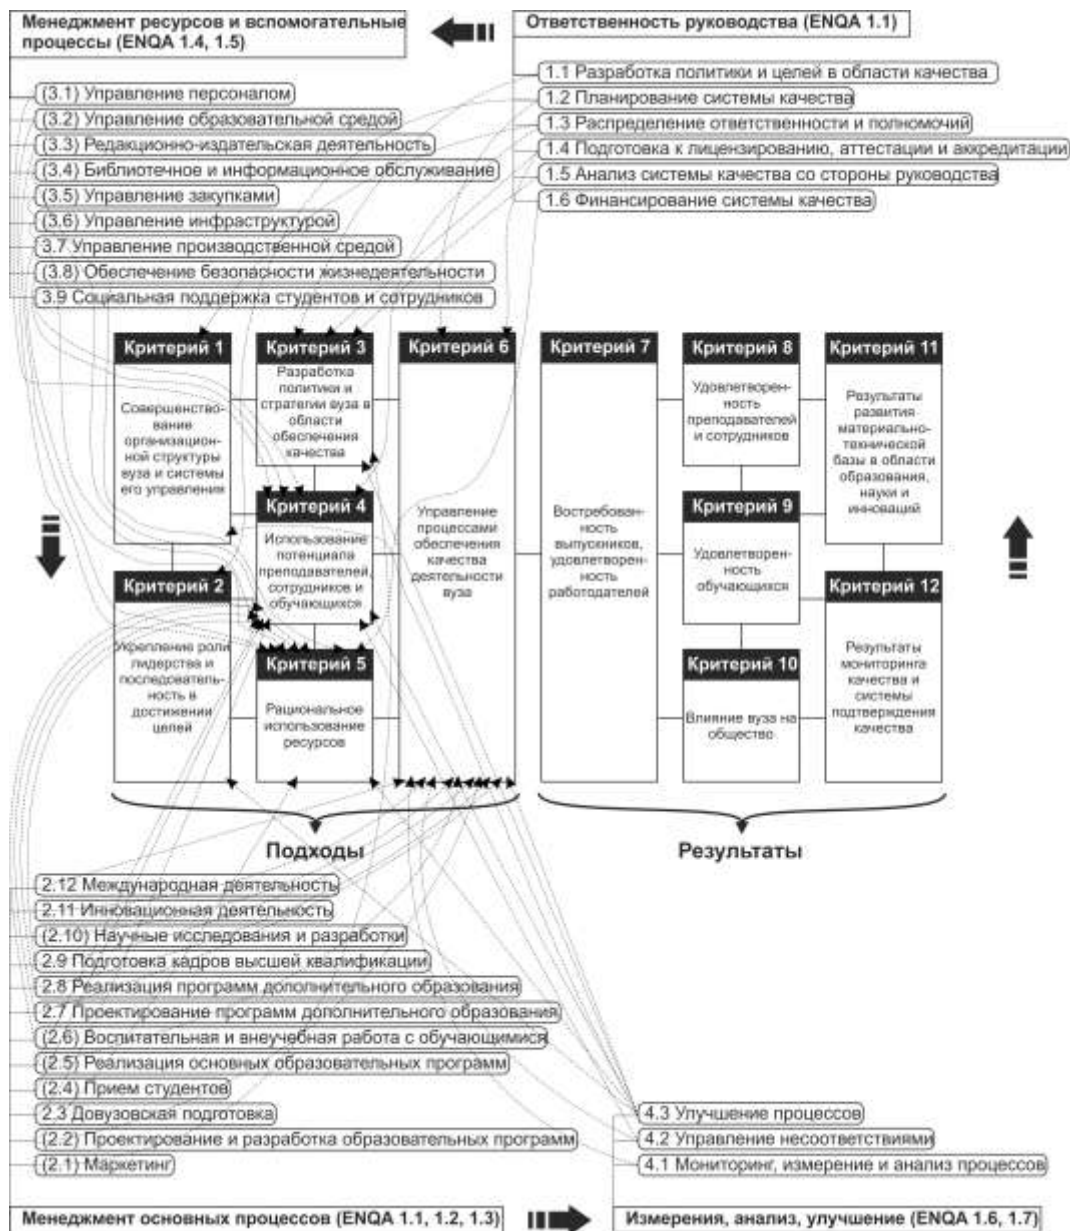 Менеджмент ресурсов и вспомогательные
процессы (ENQA 1.4, 1.5)
Ответственность руководства (ENQA 1.1)
(3.1) Управление персоналом
(3.2) Управление образовательной средой
(3.3) Редакционно-издательская деятельность
(3.4) Библиотечное и информационное обслуживание
(3.5) Управление закупками
(3.6) Управление инфраструктурой
3.7 Управление производственной средой
(3.8) Обеспечение безопасности жизнедеятельности
3.9 Социальная поддержка студентов и сотрудников
1.1 Разработка политики и целей в области качества
1.2 Планирование системы качества
1.3 Распределение ответственности и полномочий
1.4 Подготовка к лицензированию, аттестации и аккредитации
1.5 Анализ системы качества со стороны руководства
1.6 Финансирование системы качества
Критерий 1
Совершенство-
вание
организацион-
ной структуры
вуза и системы
его управления
Критерий 2
Укрепление роли
лидерства и
последователь-
ность в
достижении
целей
Критерий 3
Разработка
политики и
стратегии вуза в
области
обеспечения
качества
Критерий 4
Использование
потенциала
преподавателей,
сотрудников и
обучающихся
Критерий 5
Рациональное
использование
ресурсов
Критерий 6
Управление
процессами
обеспечения
качества
деятельности
вуза
Критерий 7
Востребован-
ность
выпускников,
удовлетворен-
ность
работодателей
Критерий 8
Удовлетворен-
ность
преподавателей
и сотрудников
Критерий 9
Удовлетворен-
ность
обучающихся
Критерий 10
Влияние вуза на
общество
Критерий 11
Результаты
развития
материально-
технической
базы в области
образования,
науки и
инноваций
Критерий 12
Результаты
мониторинга
качества и
системы
подтверждения
качества
Подходы
Результаты
2.12 Международная деятельность
2.11 Инновационная деятельность
(2.10) Научные исследования и разработки
2.9 Подготовка кадров высшей квалификации
2.8 Реализация программ дополнительного образования
2.7 Проектирование программ дополнительного образования
(2.6) Воспитательная и внеучебная работа с обучающимися
(2.5) Реализация основных образовательных программ
(2.4) Прием студентов
2.3 Довузовская подготовка
(2.2) Проектирование и разработка образовательных программ
(2.1) Маркетинг
4.3 Улучшение процессов
4.2 Управление несоответствиями
4.1 Мониторинг, измерение и анализ процессов
Менеджмент основных процессов (ENQA 1.1, 1.2, 1.3)
Измерения, анализ, улучшение (ENQA 1.6, 1.7)